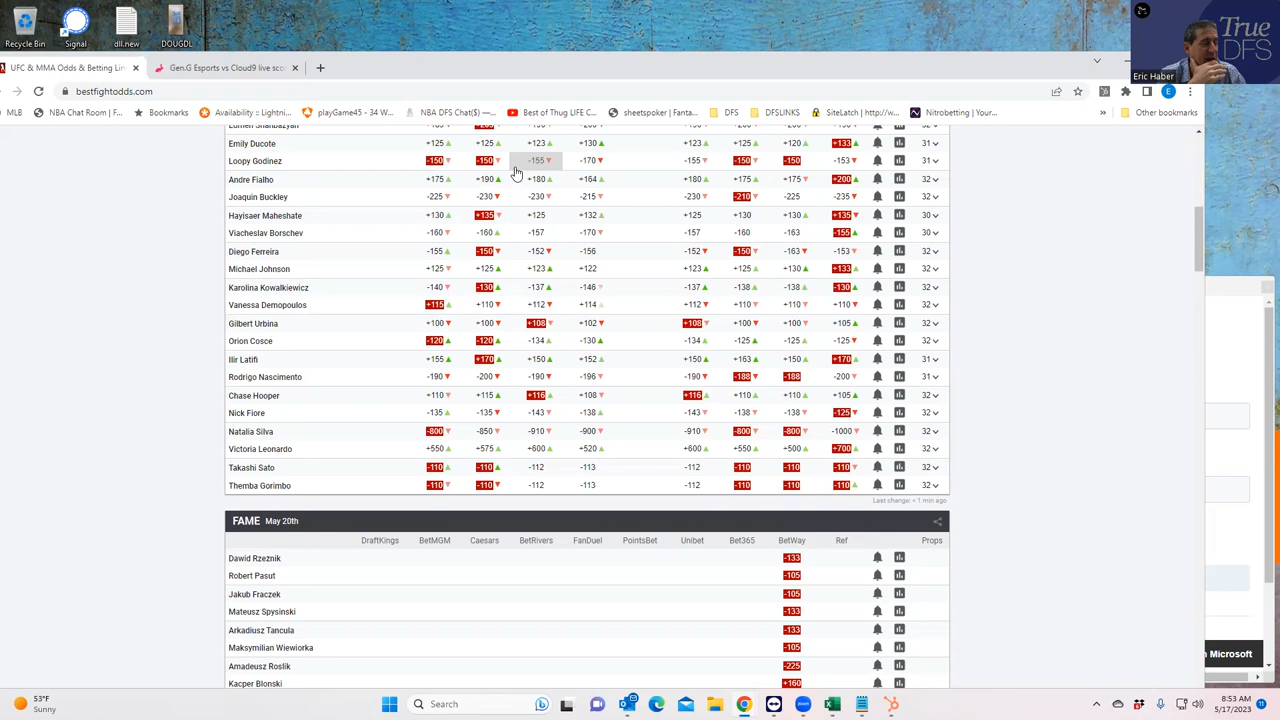 Recycle Bin
Signal
dll.new
DOUGDL
True
DFS
Eric Haber
UFC & MMA Odds & Betting Lin
Gen.G Esports vs Cloud9 live sco
bestfightodds.com
MLB
NBA Chat Room | F...
Bookmarks
Availability :: Lightni...
playGame45 - 34 W...
NBA DFS Chat($)—...
Best of Thug LIFE C...
sheetspoker | Fanta...
DFS
DFSLINKS
SiteLatch | http://w...
Nitrobetting | Your...
»
Other bookmarks
Emily Ducote +125 +125 +123 +130 +123 +125 +120 +133 31
Loopy Godinez -150 -150 -155 -170 -155 -150 -150 -153 31
Andre Fialho +175 +190 +180 +164 +180 +175 +175 +200 32
Joaquin Buckley -225 -230 -230 -215 -230 -210 -225 -235 32
Hayisaer Maheshate +130 +135 +125 +132 +125 +130 +130 +135 30
Viacheslav Borschev -160 -160 -157 -170 -157 -160 -163 -155 30
Diego Ferreira -155 -150 -152 -156 -152 -150 -163 -153 32
Michael Johnson +125 +125 +123 +122 +123 +125 +130 +133 32
Karolina Kowalkiewicz -140 -130 -137 -146 -137 -138 -138 -130 32
Vanessa Demopoulos +115 +110 +112 +114 +112 +110 +110 +110 32
Gilbert Urbina +100 +100 +108 +102 +108 +100 +100 +105 32
Orion Cosce -120 -120 -134 -130 -134 -125 -125 -125 32
Ilir Latifi +155 +170 +150 +152 +150 +163 +150 +170 31
Rodrigo Nascimento -190 -200 -190 -196 -190 -188 -188 -200 31
Chase Hooper +110 +115 +116 +108 +116 +110 +110 +105 32
Nick Fiore -135 -135 -143 -138 -143 -138 -138 -125 32
Natalia Silva -800 -850 -910 -900 -910 -800 -800 -1000 32
Victoria Leonardo +550 +575 +600 +520 +600 +550 +500 +700 32
Takashi Sato -110 -110 -112 -113 -112 -110 -110 -110 32
Themba Gorimbo -110 -110 -112 -113 -112 -110 -110 -110 32
Last change: < 1 min ago
FAME May 20th
DraftKings BetMGM Caesars BetRivers FanDuel PointsBet Unibet Bet365 BetWay Ref Props
Dawid Rzeznik -133
Robert Pasut -105
Jakub Fraczek -105
Mateusz Spysinski -133
Arkadiusz Tancula -133
Maksymilian Wiewiorka -105
Amadeusz Roslik -225
Kacper Blonski +160
Microsoft
53°F
Sunny
Search
8:53 AM
5/17/2023